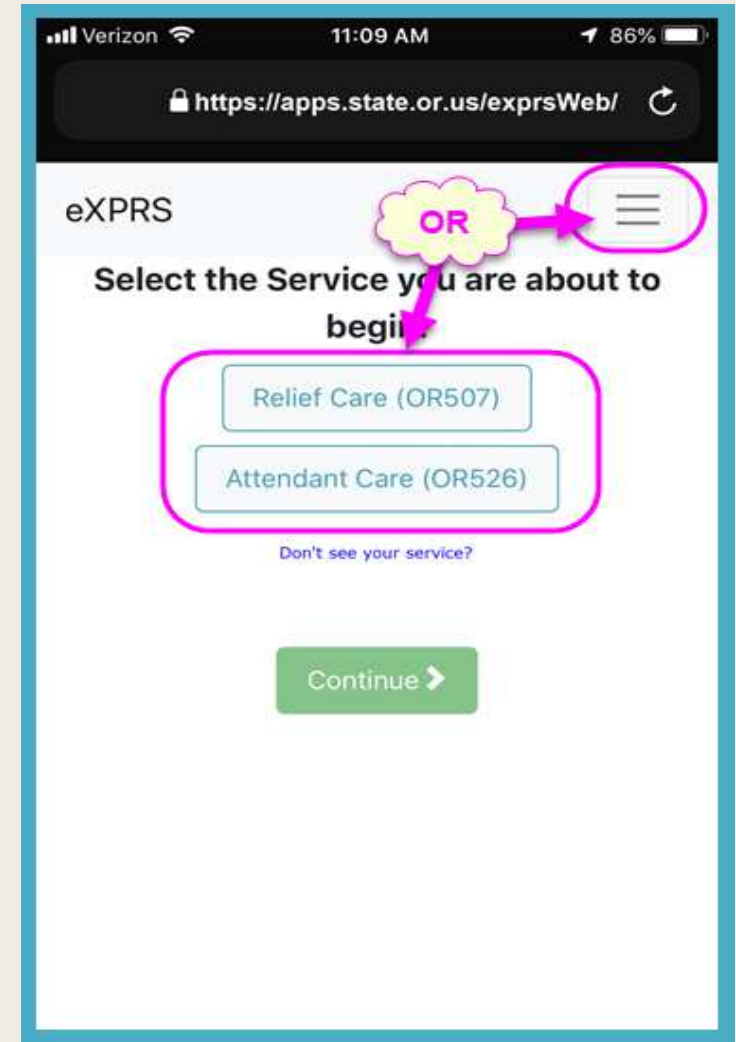 Verizon 11:09 AM 86%
https://apps.state.or.us/exprsWeb/
eXPRS
OR
Select the Service you are about to
begin.
Relief Care (OR507)
Attendant Care (OR526)
Don't see your service?
Continue